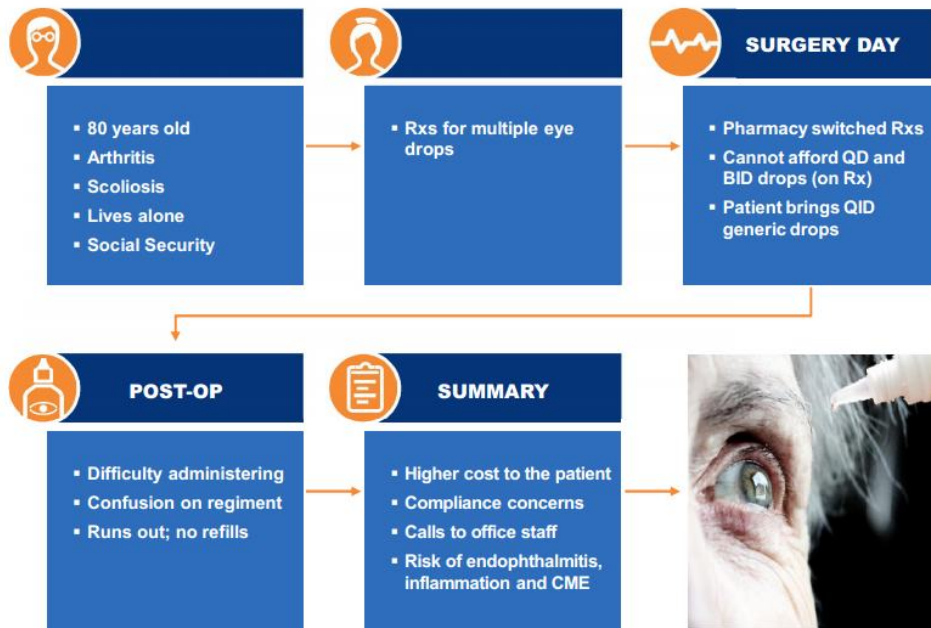 SURGERY DAY
▪ 80 years old
▪ Arthritis
▪ Scoliosis
▪ Lives alone
▪ Social Security
▪ Rxs for multiple eye
drops
▪ Pharmacy switched Rxs
▪ Cannot afford QD and
BID drops (on Rx)
▪ Patient brings QID
generic drops
POST-OP
▪ Difficulty administering
▪ Confusion on regiment
▪ Runs out; no refills
SUMMARY
▪ Higher cost to the patient
▪ Compliance concerns
▪ Calls to office staff
▪ Risk of endophthalmitis,
inflammation and CME